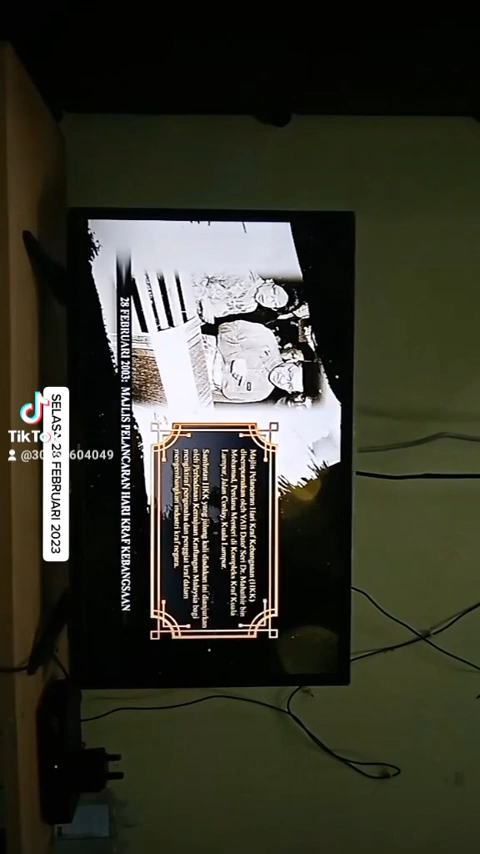 Majlis Pelancaran Hari Kraf Kebangsaan (HKK)
disempurnakan oleh YAB Dato' Seri Dr. Mahathir bin
Mohamad, Perdana Menteri di Kompleks Kraf Kuala
Lumpur, Jalan Conlay, Kuala Lumpur.
Sambutan HKK yang julung kali diadakan ini dianjurkan
oleh Perbadanan Kemajuan Kraftangan Malaysia bagi
mengiktiraf pengusaha dan penggiat kraf dalam
mengembangkan industri kraf negara.
28 FEBRUARI 2003: MAJLIS PELANCARAN HARI KRAF KEBANGSAAN
SELASA 28 FEBRUARI 2023
TikTo
604049